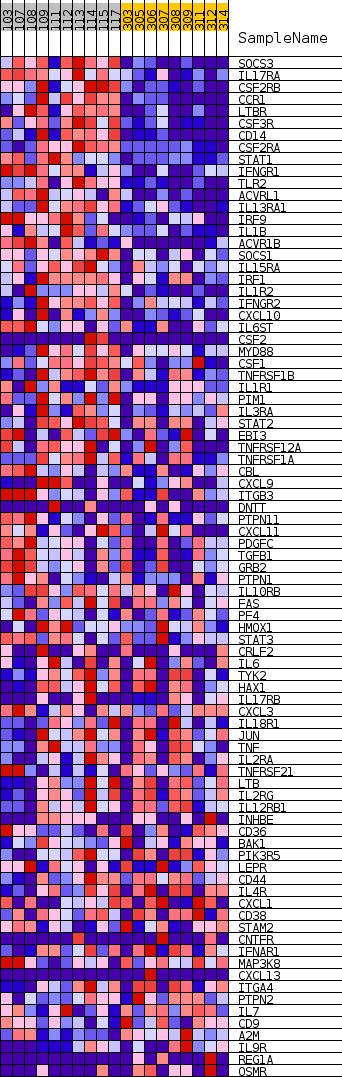 103 107 108 109 111 112 113 114 115 117 303 305 306 307 308 309 311 312 314
SampleName
SOCS3
IL17RA
CSF2RB
CCR1
LTBR
CSF3R
CD14
CSF2RA
STAT1
IFNGR1
TLR2
ACVRL1
IL13RA1
IRF9
IL1B
ACVR1B
SOCS1
IL15RA
IRF1
IL1R2
IFNGR2
CXCL10
IL6ST
CSF2
MYD88
CSF1
TNFRSF1B
IL1R1
PIM1
IL3RA
STAT2
EBI3
TNFRSF12A
TNFRSF1A
CBL
CXCL9
ITGB3
DNTT
PTPN11
CXCL11
PDGFC
TGFB1
GRB2
PTPN1
IL10RB
FAS
PF4
HMOX1
STAT3
CRLF2
IL6
TYK2
HAX1
IL17RB
CXCL3
IL18R1
JUN
TNF
IL2RA
TNFRSF21
LTB
IL2RG
IL12RB1
INHBE
CD36
BAK1
PIK3R5
LEPR
CD44
IL4R
CXCL1
CD38
STAM2
CNTFR
IFNAR1
MAP3K8
CXCL13
ITGA4
PTPN2
IL7
CD9
A2M
IL9R
REG1A
OSMR